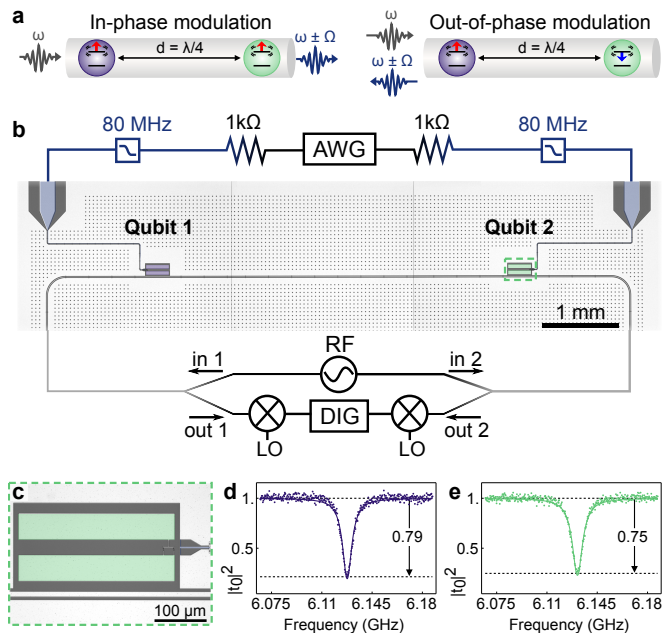 a
In-phase modulation
Out-of-phase modulation
ω
d = λ/4
ω ± Ω
ω
ω ± Ω
d = λ/4
b
80 MHz
1kΩ
AWG
1kΩ
80 MHz
Qubit 1
Qubit 2
1 mm
in 1
RF
in 2
out 1
LO
DIG
LO
out 2
c
100 μm
d
1.
0.5
|t0|²
0.79
6.075
6.11
6.145
6.18
Frequency (GHz)
e
1.
0.5
|t0|²
0.75
6.075
6.11
6.145
6.18
Frequency (GHz)